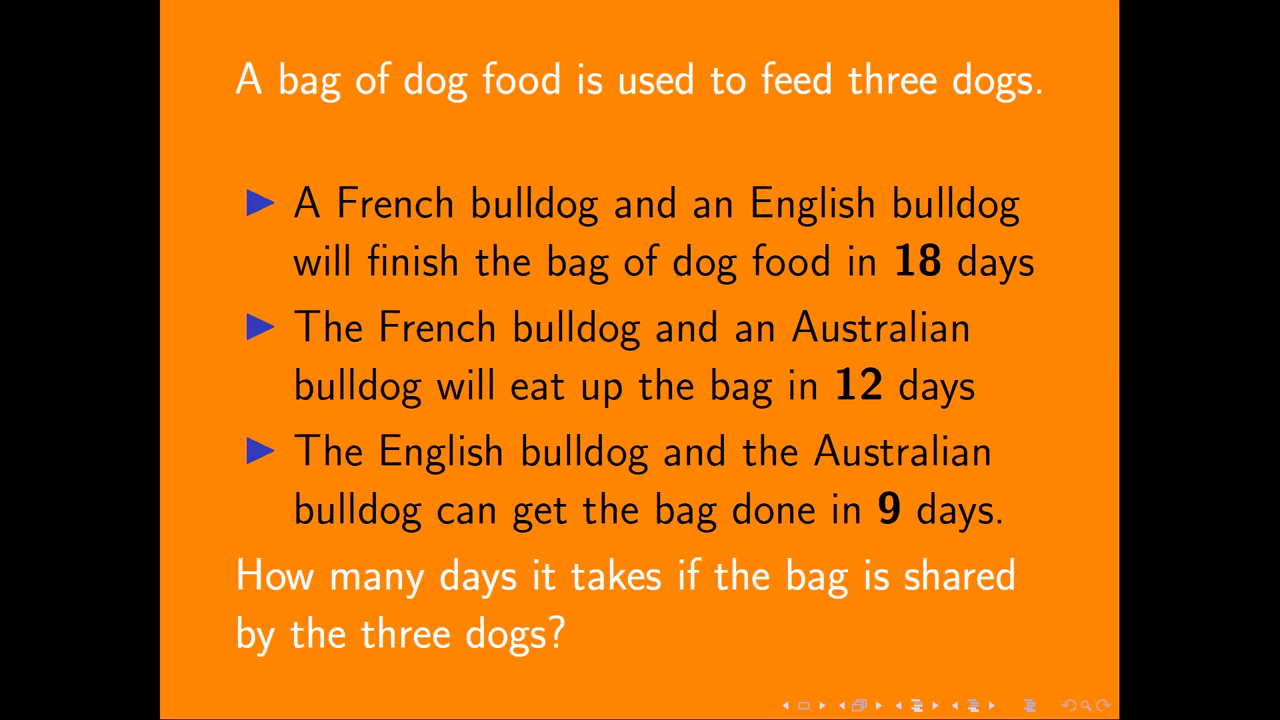 A bag of dog food is used to feed three dogs.
A French bulldog and an English bulldog
will finish the bag of dog food in 18 days
The French bulldog and an Australian
bulldog will eat up the bag in 12 days
The English bulldog and the Australian
bulldog can get the bag done in 9 days.
How many days it takes if the bag is shared
by the three dogs?